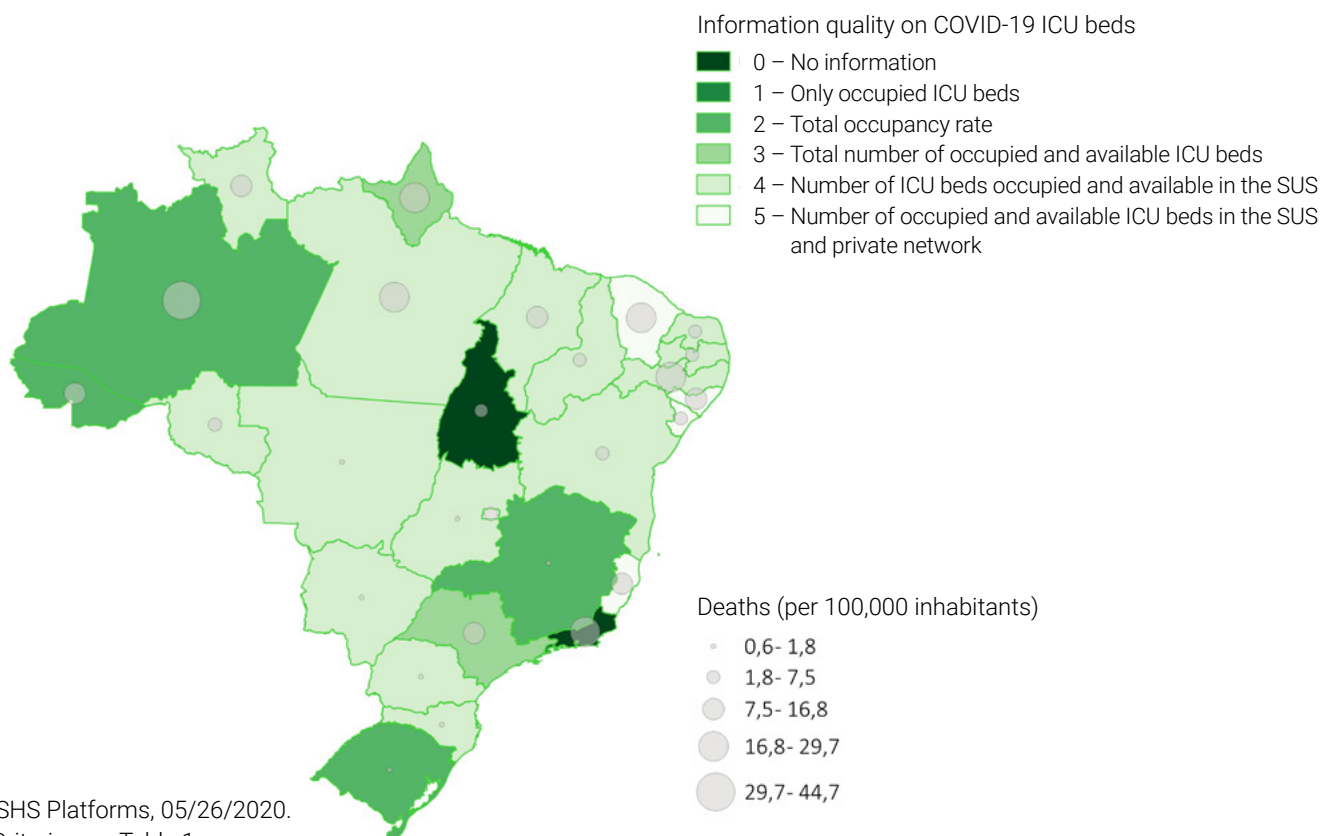 Information quality on COVID-19 ICU beds
0 – No information
1 – Only occupied ICU beds
2 – Total occupancy rate
3 – Total number of occupied and available ICU beds
4 – Number of ICU beds occupied and available in the SUS
5 – Number of occupied and available ICU beds in the SUS
and private network
Deaths (per 100,000 inhabitants)
0,6- 1,8
1,8- 7,5
7,5- 16,8
16,8- 29,7
29,7- 44,7
SHS Platforms, 05/26/2020.